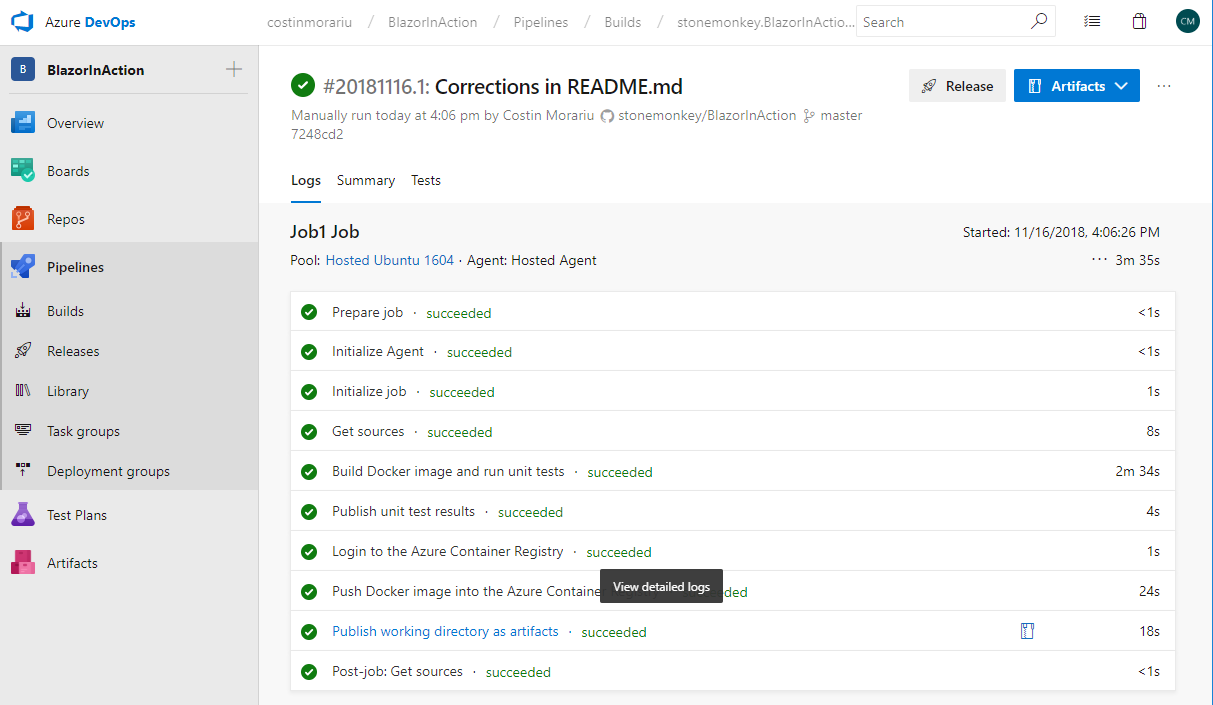 Azure DevOps
costinmorariu / BlazorInAction / Pipelines / Builds / stonemonkey.BlazorInActio...
Search
CM
B BlazorInAction
Overview
Boards
Repos
Pipelines
Builds
Releases
Library
Task groups
Deployment groups
Test Plans
Artifacts
#20181116.1: Corrections in README.md
Release
Artifacts
Manually run today at 4:06 pm by Costin Morariu stonemonkey/BlazorInAction master
7248cd2
Logs Summary Tests
Job1 Job
Started: 11/16/2018, 4:06:26 PM
Pool: Hosted Ubuntu 1604 · Agent: Hosted Agent
··· 3m 35s
Prepare job · succeeded <1s
Initialize Agent · succeeded <1s
Initialize job · succeeded 1s
Get sources · succeeded 8s
Build Docker image and run unit tests · succeeded 2m 34s
Publish unit test results · succeeded 4s
Login to the Azure Container Registry · succeeded 1s
View detailed logs
Push Docker image into the Azure Containe ded 24s
Publish working directory as artifacts · succeeded 18s
Post-job: Get sources · succeeded <1s